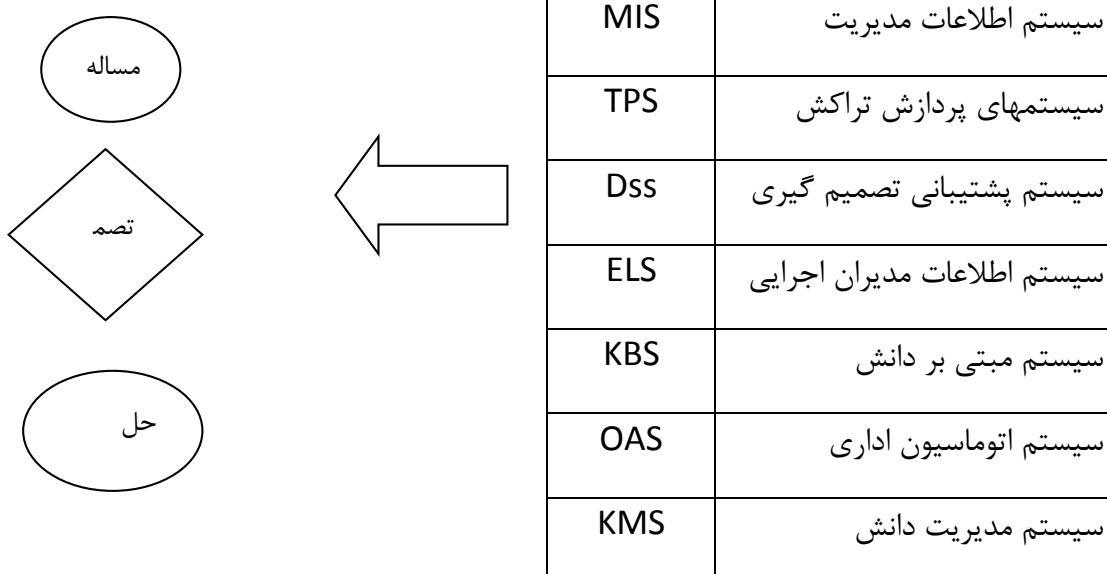 سیستم اطلاعات مدیریت MIS
سیستمهای پردازش تراکش TPS
سیستم پشتیبانی تصمیم گیری Dss
سیستم اطلاعات مدیران اجرایی ELS
سیستم مبتی بر دانش KBS
سیستم اتوماسیون اداری OAS
سیستم مدیریت دانش KMS
مساله
تصمـ
حل